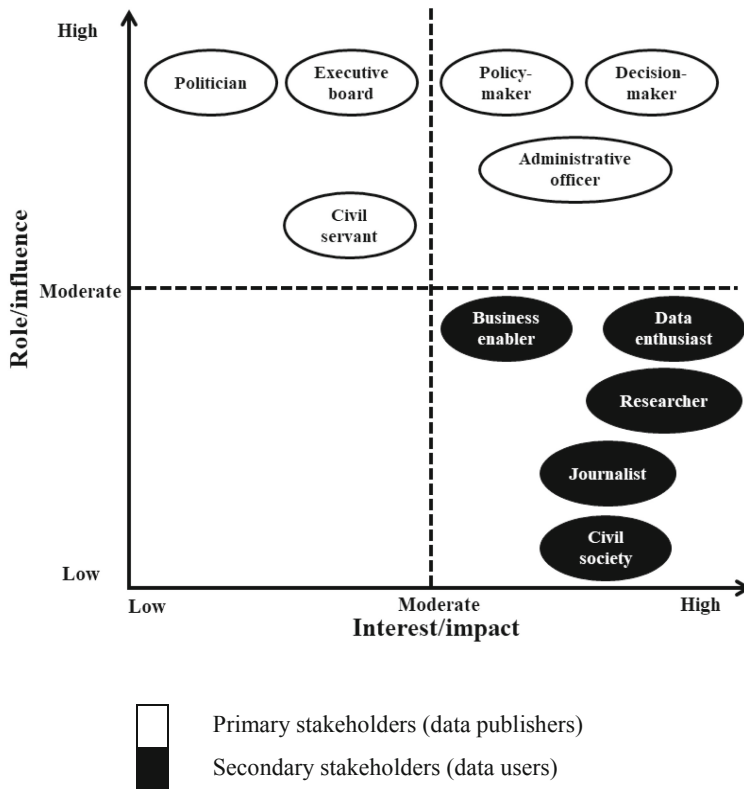 High
Politician
Executive
board
Policy-
maker
Decision-
maker
Administrative
officer
Civil
servant
Role/influence
Moderate
Business
enabler
Data
enthusiast
Researcher
Journalist
Civil
society
Low
Low
Moderate
High
Interest/impact
Primary stakeholders (data publishers)
Secondary stakeholders (data users)